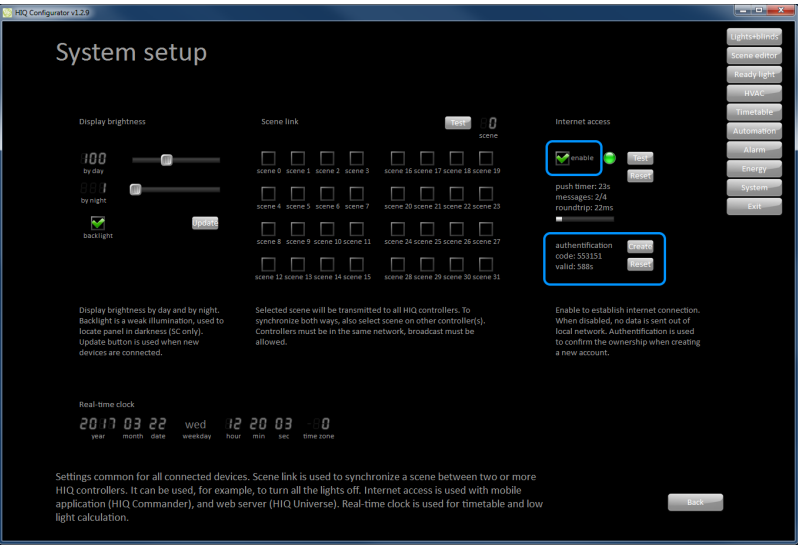 HIQ Configurator v1.2.9
System setup
Lights+blinds
Scene editor
Ready light
HVAC
Timetable
Automation
Alarm
Energy
System
Exit
Display brightness
100
by day
1
by night
backlight
Update
Scene link
Test
0
scene
scene 0 scene 1 scene 2 scene 3 scene 16 scene 17 scene 18 scene 19
scene 4 scene 5 scene 6 scene 7 scene 20 scene 21 scene 22 scene 23
scene 8 scene 9 scene 10 scene 11 scene 24 scene 25 scene 26 scene 27
scene 12 scene 13 scene 14 scene 15 scene 28 scene 29 scene 30 scene 31
Internet access
enable
Test
Reset
push timer: 23s
messages: 2/4
roundtrip: 22ms
authentification
code: 553151
valid: 588s
Create
Reset
Display brightness by day and by night.
Backlight is a weak illumination, used to
locate panel in darkness (SC only).
Update button is used when new
devices are connected.
Selected scene will be transmitted to all HIQ controllers. To
synchronize both ways, also select scene on other controller(s).
Controllers must be in the same network, broadcast must be
allowed.
Enable to establish internet connection.
When disabled, no data is sent out of
local network. Authentification is used
to confirm the ownership when creating
a new account.
Real-time clock
2017 03 22 wed 12 20 03 0
year month date weekday hour min sec time zone
Settings common for all connected devices. Scene link is used to synchronize a scene between two or more
HIQ controllers. It can be used, for example, to turn all the lights off. Internet access is used with mobile
application (HIQ Commander), and web server (HIQ Universe). Real-time clock is used for timetable and low
light calculation.
Back